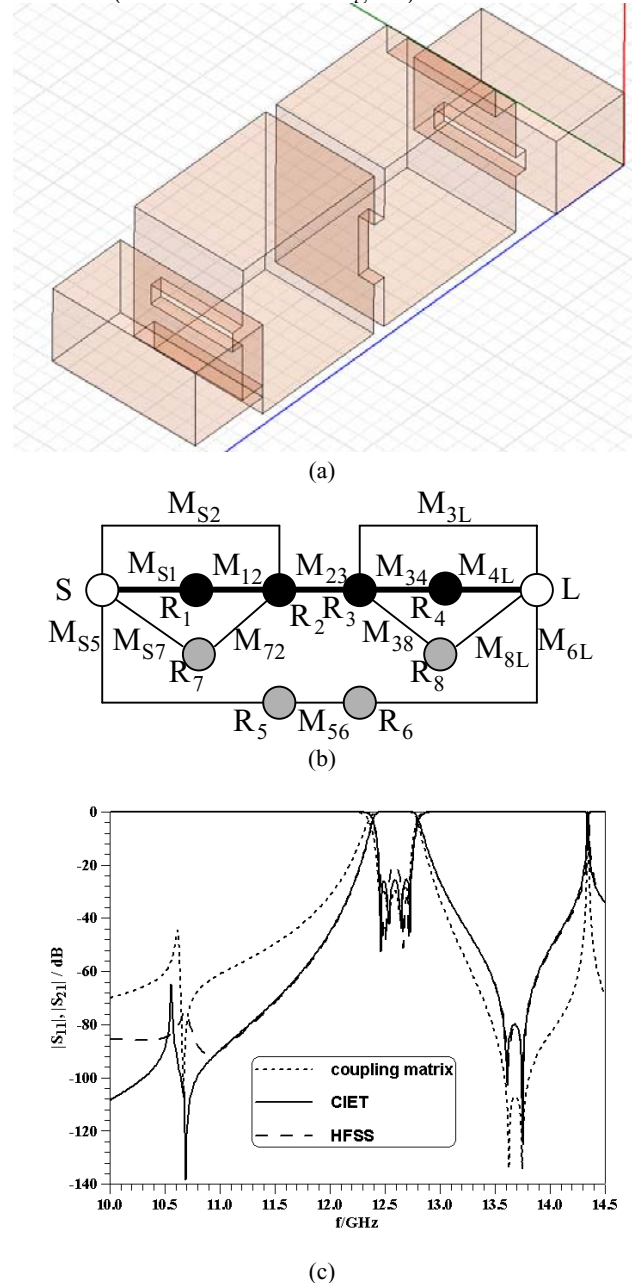 (a)
M_S2 M_3L
M_S1 M_12 M_23 M_34 M_4L
S L
R_1 R_2 R_3 R_4
M_S5 M_S7 M_72 M_38 M_8L M_6L
R_7 R_8
R_5 M_56 R_6
(b)
|S11|, |S21| / dB
0
-20
-40
-60
-80
-100
-120
-140
coupling matrix
CIET
HFSS
10.0 10.5 11.0 11.5 12.0 12.5 13.0 13.5 14.0 14.5
f/GHz
(c)